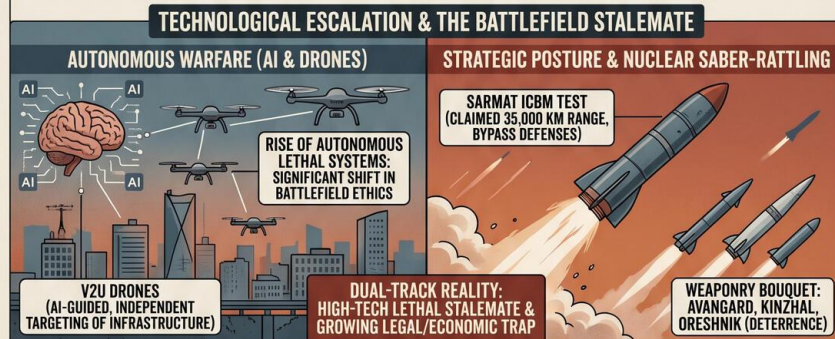 TECHNOLOGICAL ESCALATION & THE BATTLEFIELD STALEMATE
AUTONOMOUS WARFARE (AI & DRONES)
AI
AI
AI
AI
RISE OF AUTONOMOUS
LETHAL SYSTEMS:
SIGNIFICANT SHIFT IN
BATTLEFIELD ETHICS
V2U DRONES
(AI-GUIDED, INDEPENDENT
TARGETING OF INFRASTRUCTURE)
STRATEGIC POSTURE & NUCLEAR SABER-RATTLING
SARMAT ICBM TEST
(CLAIMED 35,000 KM RANGE,
BYPASS DEFENSES)
WEAPONRY BOUQUET:
AVANGARD, KINZHAL,
ORESHNIK (DETERRENCE)
DUAL-TRACK REALITY:
HIGH-TECH LETHAL STALEMATE &
GROWING LEGAL/ECONOMIC TRAP